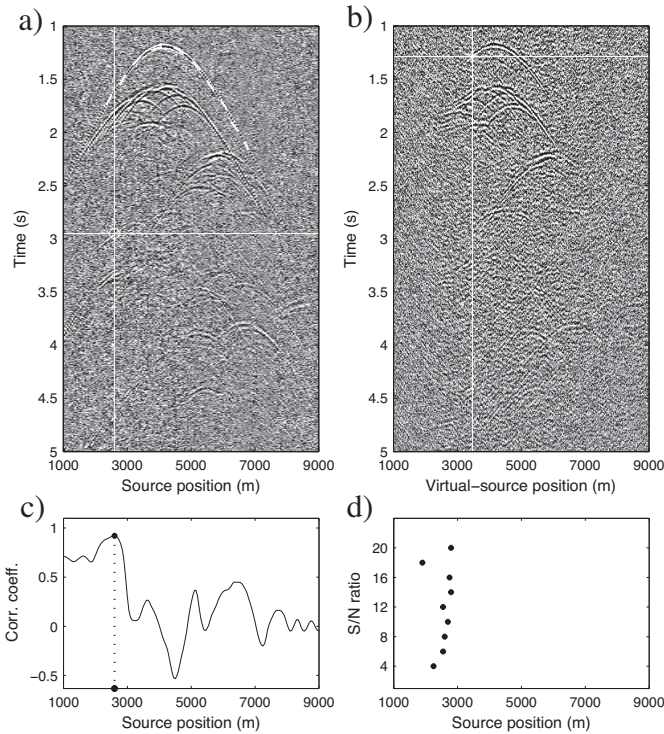 a)
b)
1
1.5
2
2.5
3
3.5
4
4.5
5
Time (s)
1000 3000 5000 7000 9000
Source position (m)
1
1.5
2
2.5
3
3.5
4
4.5
5
Time (s)
1000 3000 5000 7000 9000
Virtual−source position (m)
c)
d)
1
0.5
0
−0.5
Corr. coeff.
1000 3000 5000 7000 9000
Source position (m)
20
16
12
8
4
S/N ratio
1000 3000 5000 7000 9000
Source position (m)